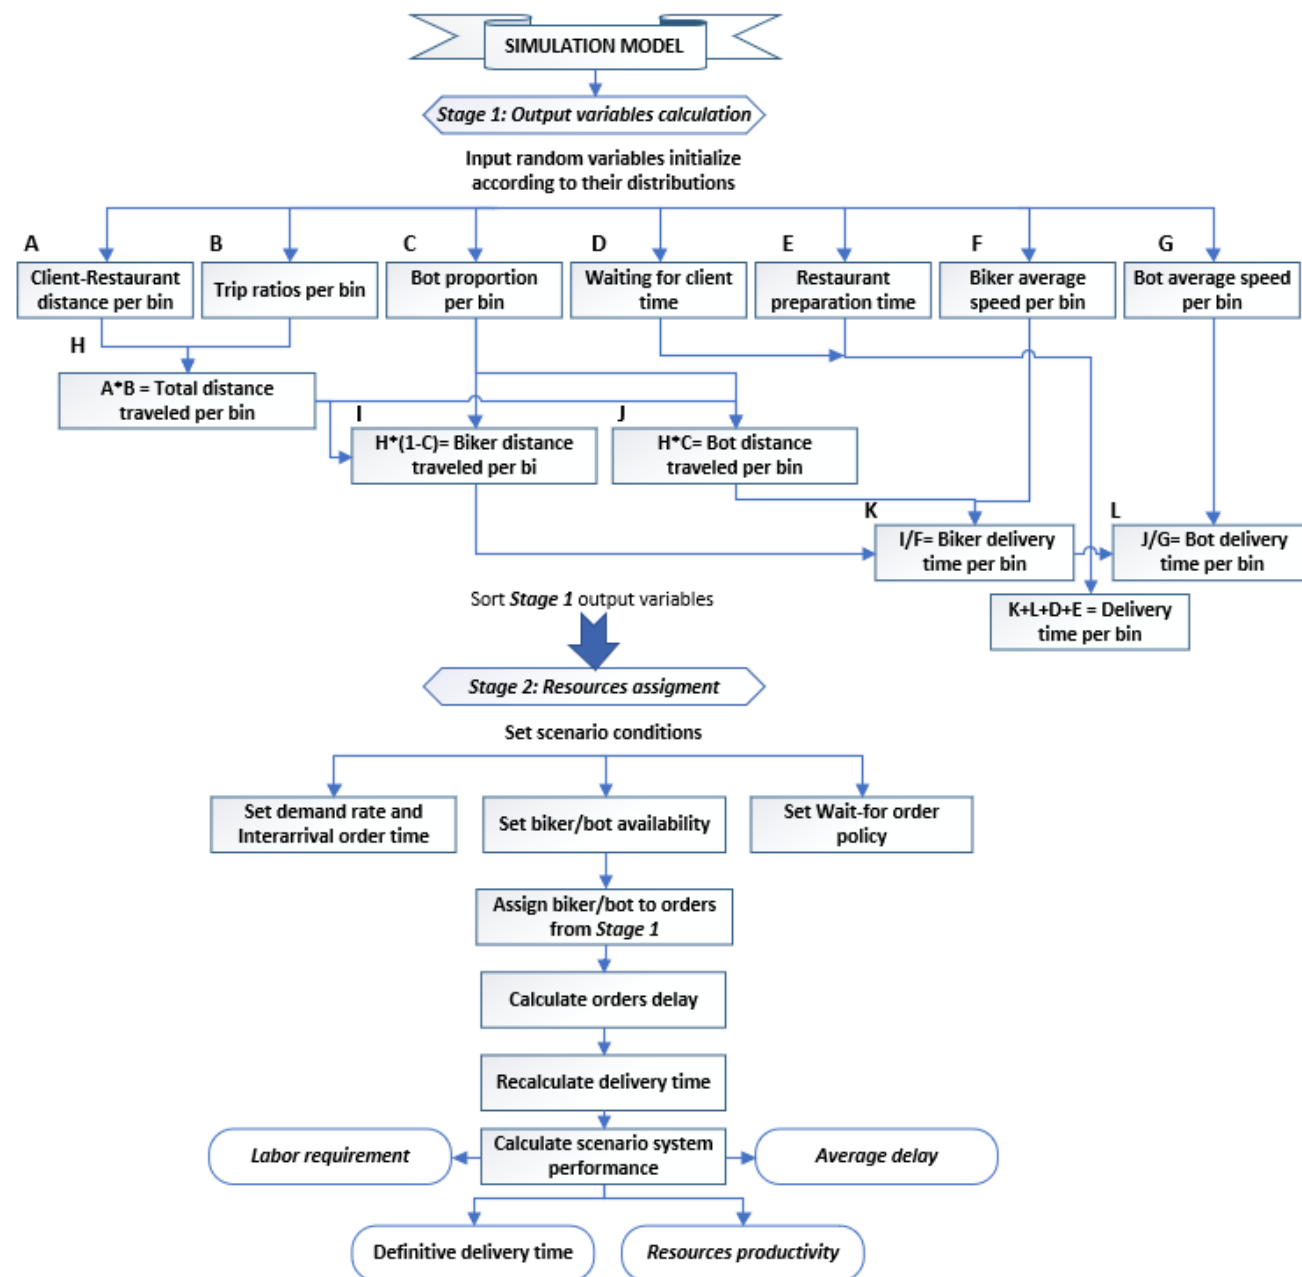 SIMULATION MODEL
Stage 1: Output variables calculation
Input random variables initialize
according to their distributions
A
B
C
D
E
F
G
Client-Restaurant
distance per bin
Trip ratios per bin
Bot proportion
per bin
Waiting for client
time
Restaurant
preparation time
Biker average
speed per bin
Bot average speed
per bin
H
A*B = Total distance
traveled per bin
I
H*(1-C)= Biker distance
traveled per bi
J
H*C= Bot distance
traveled per bin
K
I/F= Biker delivery
time per bin
L
J/G= Bot delivery
time per bin
K+L+D+E = Delivery
time per bin
Sort Stage 1 output variables
Stage 2: Resources assigment
Set scenario conditions
Set demand rate and
Interarrival order time
Set biker/bot availability
Set Wait-for order
policy
Assign biker/bot to orders
from Stage 1
Calculate orders delay
Recalculate delivery time
Labor requirement
Calculate scenario system
performance
Average delay
Definitive delivery time
Resources productivity